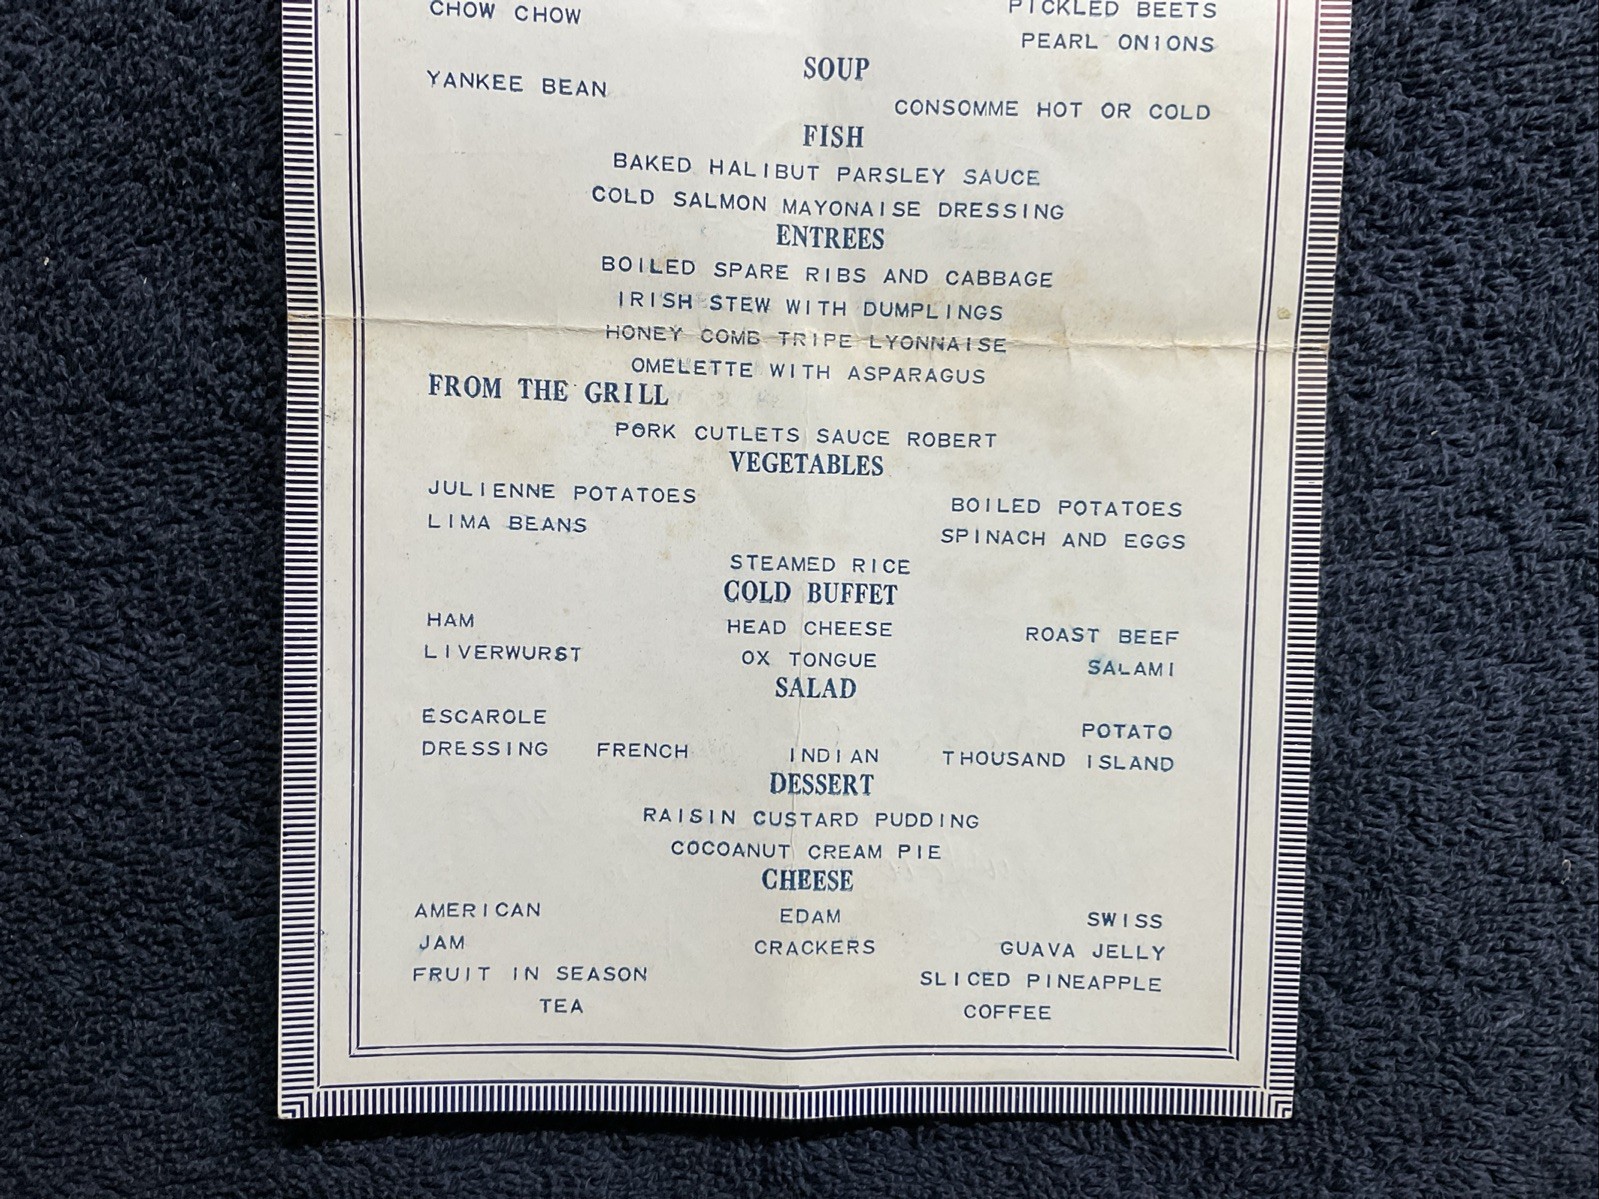 CHOW CHOW PICKLED BEETS
PEARL ONIONS
SOUP
YANKEE BEAN
CONSOMME HOT OR COLD
FISH
BAKED HALIBUT PARSLEY SAUCE
COLD SALMON MAYONAISE DRESSING
ENTREES
BOILED SPARE RIBS AND CABBAGE
IRISH STEW WITH DUMPLINGS
HONEY COMB TRIPE LYONNAISE
OMELETTE WITH ASPARAGUS
FROM THE GRILL
PORK CUTLETS SAUCE ROBERT
VEGETABLES
JULIENNE POTATOES BOILED POTATOES
LIMA BEANS SPINACH AND EGGS
STEAMED RICE
COLD BUFFET
HAM HEAD CHEESE ROAST BEEF
LIVERWURST OX TONGUE SALAMI
SALAD
ESCAROLE POTATO
DRESSING FRENCH INDIAN THOUSAND ISLAND
DESSERT
RAISIN CUSTARD PUDDING
COCOANUT CREAM PIE
CHEESE
AMERICAN EDAM SWISS
JAM CRACKERS GUAVA JELLY
FRUIT IN SEASON SLICED PINEAPPLE
TEA COFFEE